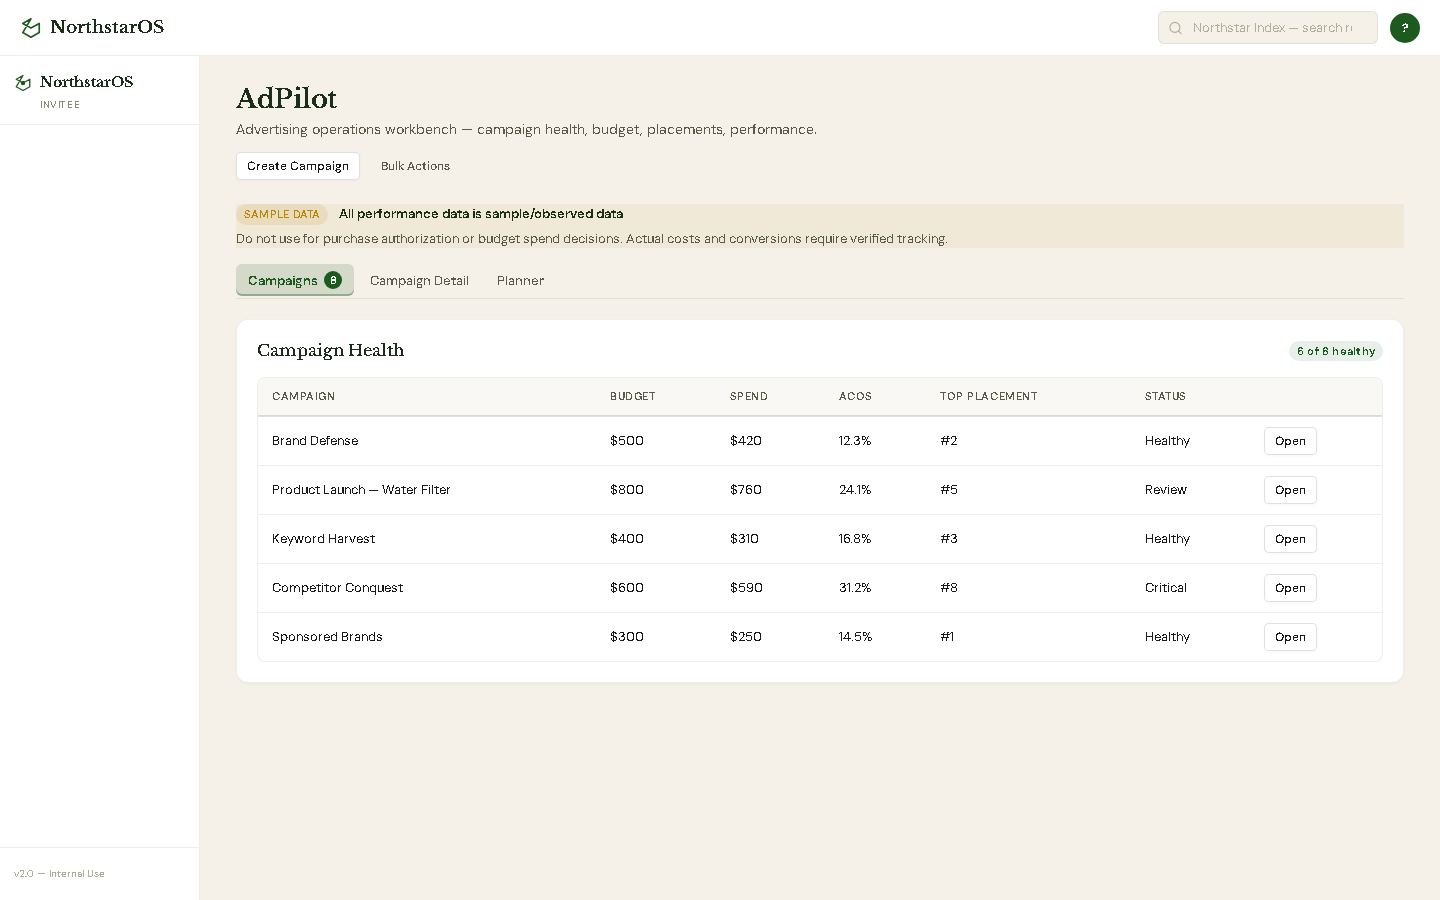 NorthstarOS
Northstar Index — search r
?
NorthstarOS
INVITEE
AdPilot
Advertising operations workbench — campaign health, budget, placements, performance.
Create Campaign
Bulk Actions
SAMPLE DATA All performance data is sample/observed data
Do not use for purchase authorization or budget spend decisions. Actual costs and conversions require verified tracking.
Campaigns 8 Campaign Detail Planner
Campaign Health
6 of 8 healthy
CAMPAIGN BUDGET SPEND ACOS TOP PLACEMENT STATUS
Brand Defense $500 $420 12.3% #2 Healthy Open
Product Launch — Water Filter $800 $760 24.1% #5 Review Open
Keyword Harvest $400 $310 16.8% #3 Healthy Open
Competitor Conquest $600 $590 31.2% #8 Critical Open
Sponsored Brands $300 $250 14.5% #1 Healthy Open
v2.0 — Internal Use